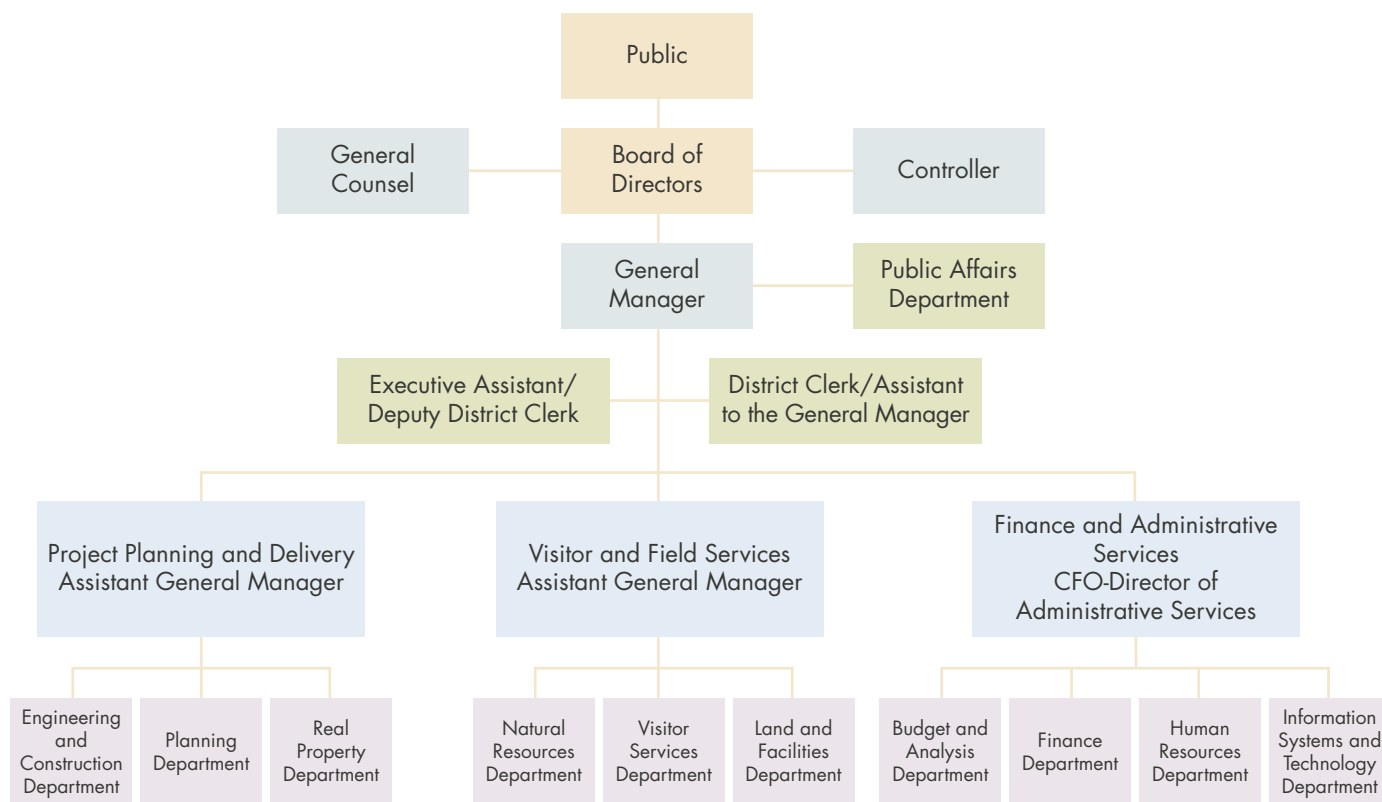 Public
General
Counsel
Board of
Directors
Controller
General
Manager
Public Affairs
Department
Executive Assistant/
Deputy District Clerk
District Clerk/Assistant
to the General Manager
Project Planning and Delivery
Assistant General Manager
Visitor and Field Services
Assistant General Manager
Finance and Administrative
Services
CFO-Director of
Administrative Services
Engineering
and
Construction
Department
Planning
Department
Real
Property
Department
Natural
Resources
Department
Visitor
Services
Department
Land and
Facilities
Department
Budget and
Analysis
Department
Finance
Department
Human
Resources
Department
Information
Systems and
Technology
Department